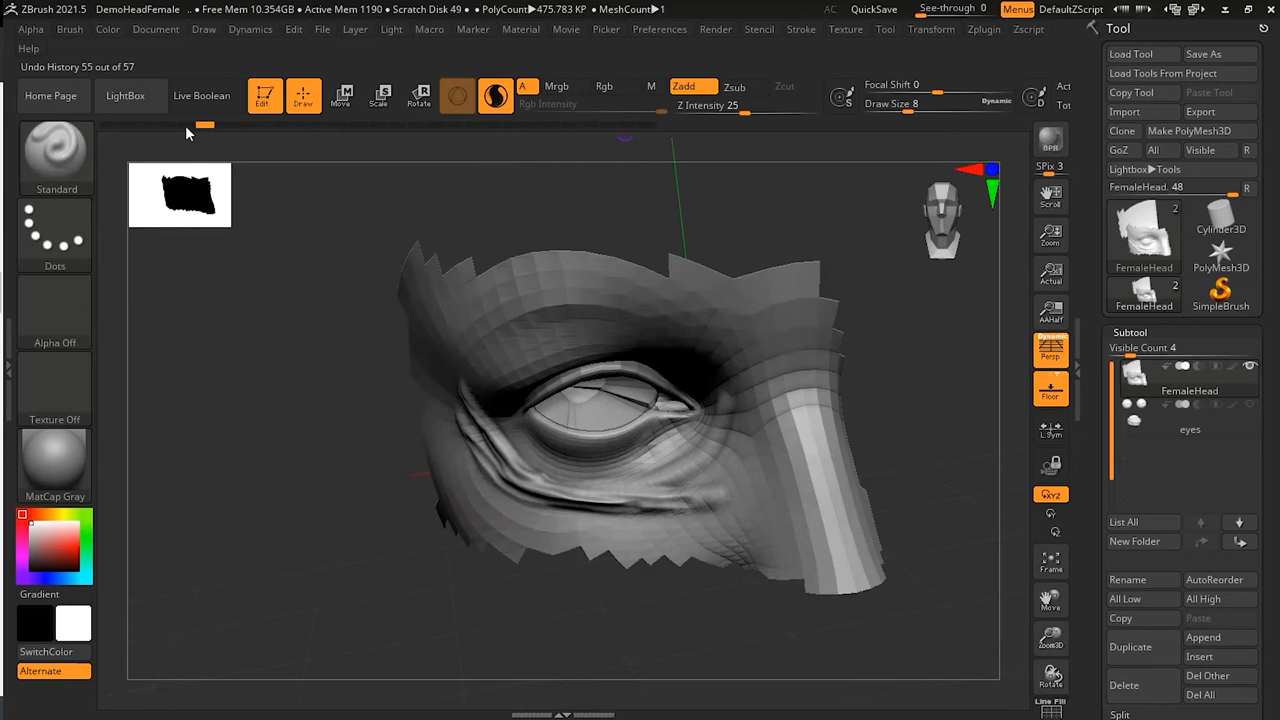 ZBrush 2021.5 DemoHeadFemale .. • Free Mem 10.354GB • Active Mem 1190 • Scratch Disk 49 • PolyCount▶475.783 KP • MeshCount▶1 AC QuickSave See-through 0 Menus DefaultZScript
Alpha Brush Color Document Draw Dynamics Edit File Layer Light Macro Marker Material Movie Picker Preferences Render Stencil Stroke Texture Tool Transform Zplugin Zscript
Help
Undo History 55 out of 57
Home Page LightBox Live Boolean Edit Draw Move Scale Rotate A Mrgb Rgb M Zadd Zsub Zcut Focal Shift 0 Act
Rgb Intensity Z Intensity 25 Draw Size 8 Dynamic Tot
S D
Standard
Dots
Alpha Off
Texture Off
MatCap Gray
Gradient
SwitchColor
Alternate
BPR
SPix 3
Scroll
Zoom
Actual
AAHalf
Dynamic
Persp
Floor
L.Sym
XYZ
Y
Z
Frame
Move
Zoom3D
Rotate
Line Fill
Tool
Load Tool Save As
Load Tools From Project
Copy Tool Paste Tool
Import Export
Clone Make PolyMesh3D
GoZ All Visible R
Lightbox▶Tools
FemaleHead. 48 R
2
FemaleHead Cylinder3D
PolyMesh3D
2
FemaleHead SimpleBrush
Subtool
Visible Count 4
FemaleHead
eyes
List All
New Folder
Rename AutoReorder
All Low All High
Copy Paste
Duplicate Append
Insert
Delete Del Other
Del All
Split